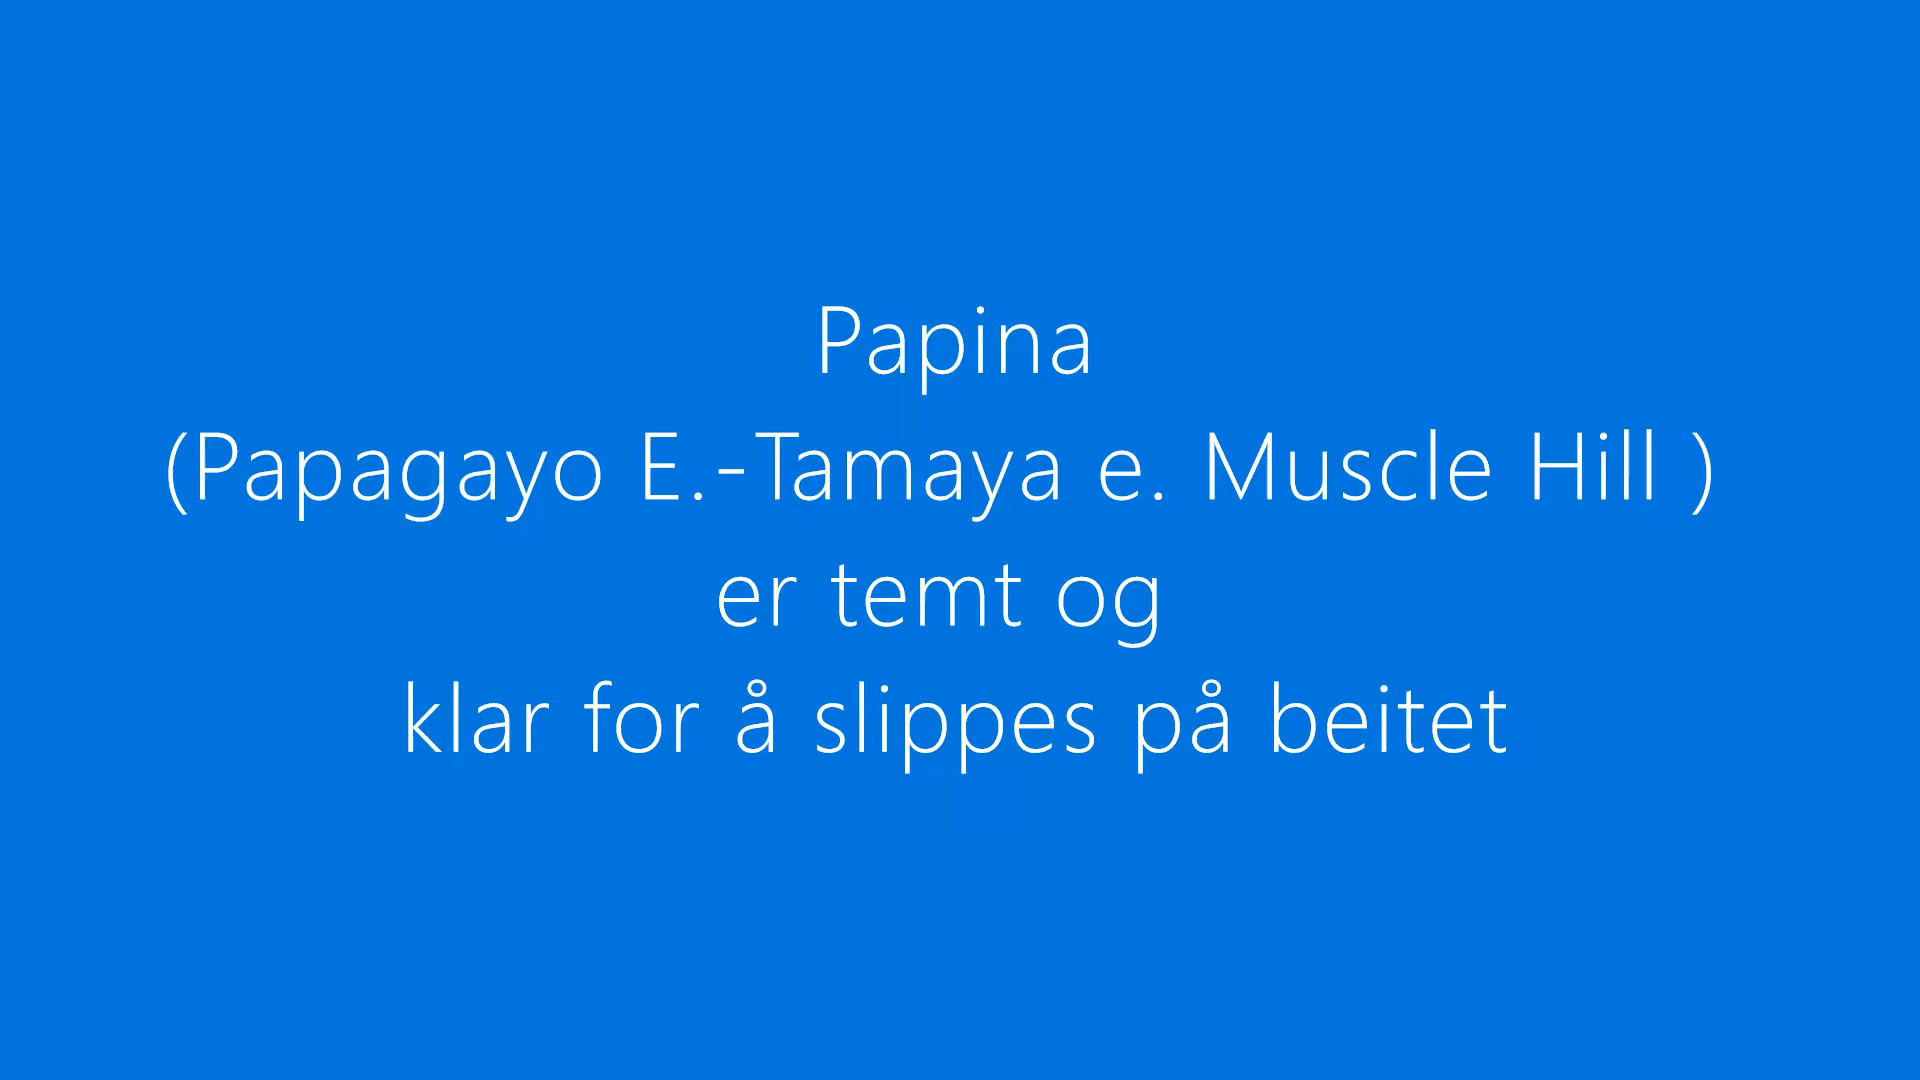 Papina
(Papagayo E.-Tamaya e. Muscle Hill )
er temt og
klar for å slippes på beitet